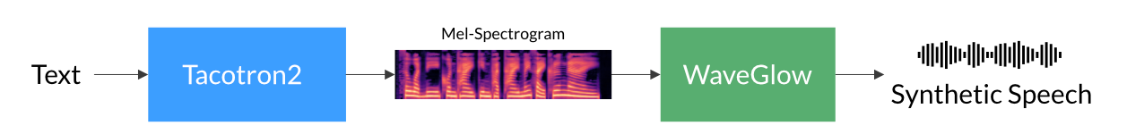 Mel-Spectrogram
Text
Tacotron2
WaveGlow
Synthetic Speech